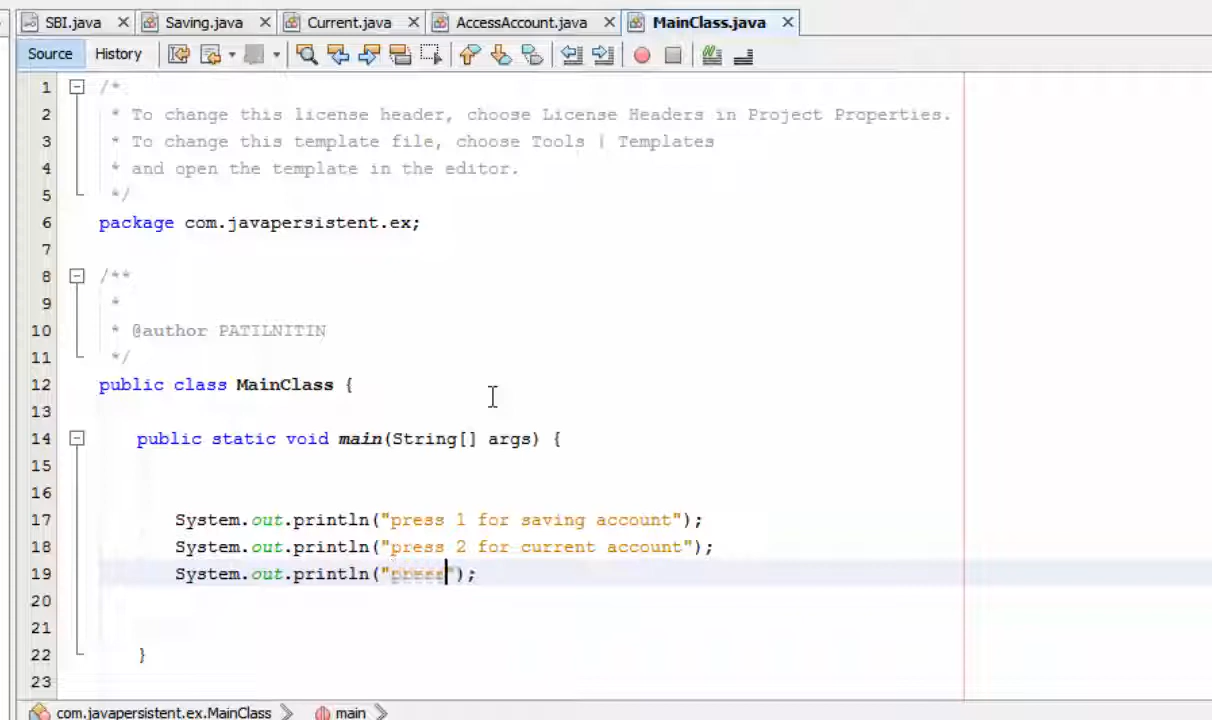 SBI.java Saving.java Current.java AccessAccount.java MainClass.java
Source History
1 /*
2 * To change this license header, choose License Headers in Project Properties.
3 * To change this template file, choose Tools | Templates
4 * and open the template in the editor.
5 */
6 package com.javapersistent.ex;
7
8 /**
9 *
10 * @author PATILNITIN
11 */
12 public class MainClass {
13
14 public static void main(String[] args) {
15
16
17 System.out.println("press 1 for saving account");
18 System.out.println("press 2 for current account");
19 System.out.println("press");
20
21
22 }
23
com.javapersistent.ex.MainClass main